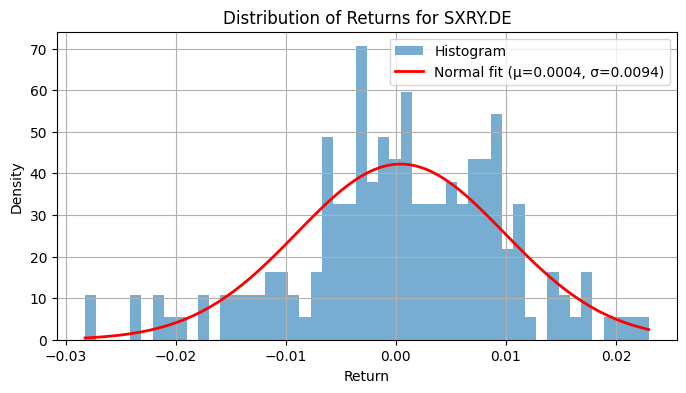 Distribution of Returns for SXRY.DE
Histogram
Normal fit (μ=0.0004, σ=0.0094)
Density
70
60
50
40
30
20
10
0
−0.03
−0.02
−0.01
0.00
0.01
0.02
Return